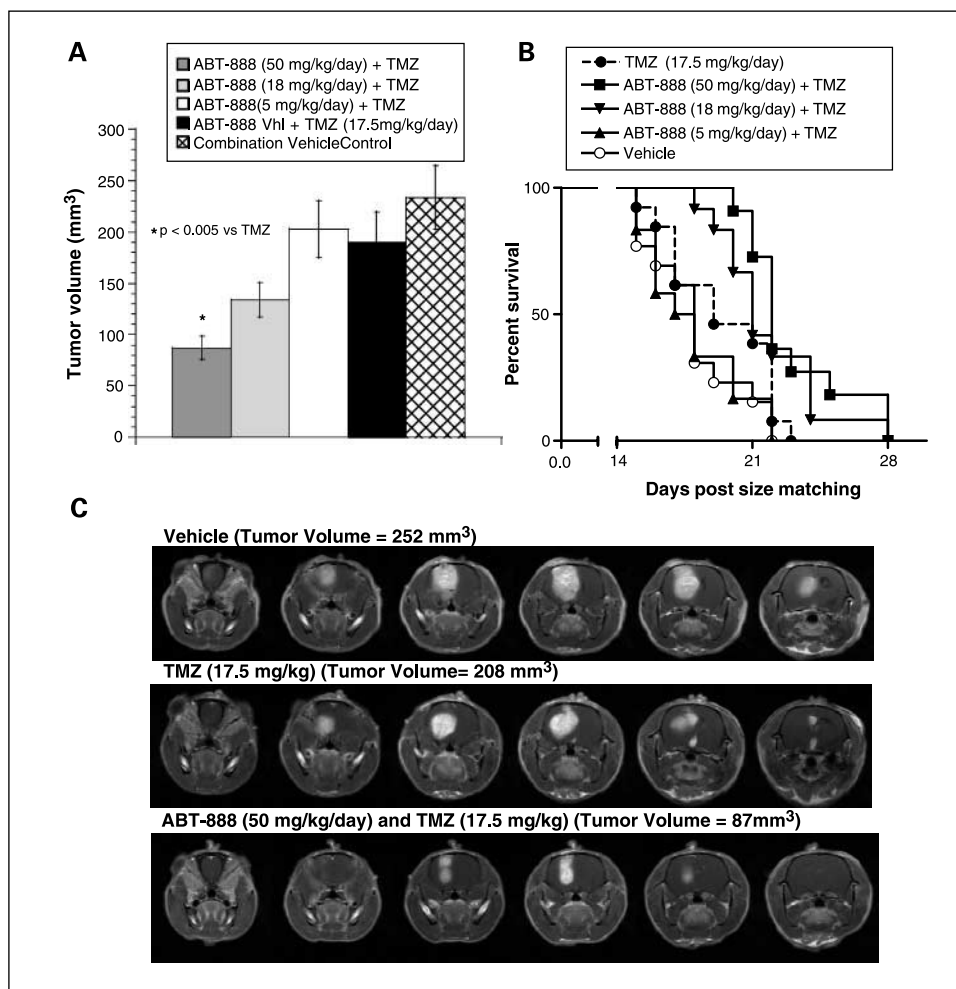 A
ABT-888 (50 mg/kg/day) + TMZ
ABT-888 (18 mg/kg/day) + TMZ
ABT-888(5 mg/kg/day) + TMZ
ABT-888 Vhl + TMZ (17.5mg/kg/day)
Combination VehicleControl
Tumor volume (mm³)
300
250
200
150
100
50
0
*p < 0.005 vs TMZ
*
B
TMZ (17.5 mg/kg/day)
ABT-888 (50 mg/kg/day) + TMZ
ABT-888 (18 mg/kg/day) + TMZ
ABT-888 (5 mg/kg/day) + TMZ
Vehicle
Percent survival
100
50
0
0.0 14 21 28
Days post size matching
C
Vehicle (Tumor Volume = 252 mm³)
TMZ (17.5 mg/kg) (Tumor Volume= 208 mm³)
ABT-888 (50 mg/kg/day) and TMZ (17.5 mg/kg) (Tumor Volume = 87mm³)